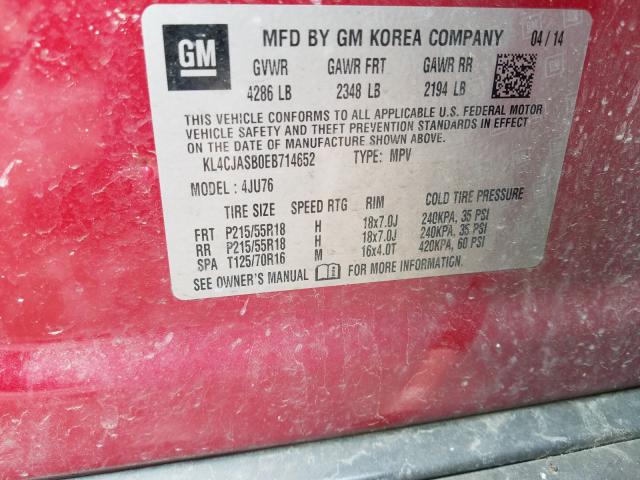 GM MFD BY GM KOREA COMPANY 04 / 14
GVWR GAWR FRT GAWR RR
4286 LB 2348 LB 2194 LB
THIS VEHICLE CONFORMS TO ALL APPLICABLE U.S. FEDERAL MOTOR
VEHICLE SAFETY AND THEFT PREVENTION STANDARDS IN EFFECT
ON THE DATE OF MANUFACTURE SHOWN ABOVE.
KL4CJASB0EB714652 TYPE: MPV
MODEL : 4JU76
TIRE SIZE SPEED RTG RIM COLD TIRE PRESSURE
FRT P215/55R18 H 18x7.0J 240KPA, 35 PSI
RR P215/55R18 H 18x7.0J 240KPA, 35 PSI
SPA T125/70R16 M 16x4.0T 420KPA, 60 PSI
SEE OWNER'S MANUAL FOR MORE INFORMATION.